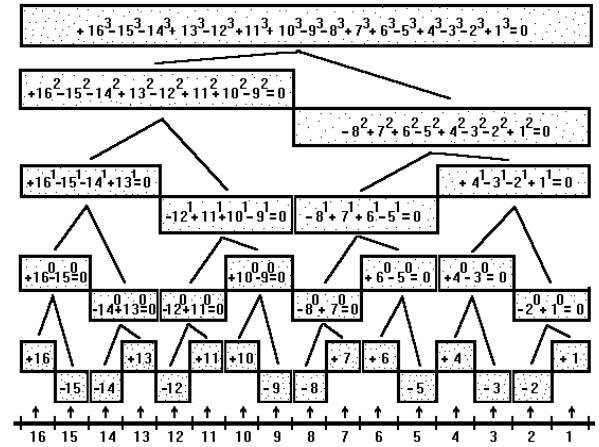 +16³-15³-14³+13³-12³+11³+10³-9³-8³+7³+6³-5³+4³-3³-2³+1³=0
+16²-15²-14²+13²-12²+11²+10²-9²=0
-8²+7²+6²-5²+4²-3²-2²+1²=0
+16¹-15¹-14¹+13¹=0 +4¹-3¹-2¹+1¹=0
-12¹+11¹+10¹-9¹=0 -8¹+7¹+6¹-5¹=0
+16⁰-15⁰=0 +10⁰-9⁰=0 +6⁰-5⁰=0 +4⁰-3⁰=0
-14⁰+13⁰=0 -12⁰+11⁰=0 -8⁰+7⁰=0 -2⁰+1⁰=0
+16 +13 +11 +10 +7 +6 +4 +1
-15 -14 -12 -9 -8 -5 -3 -2
16 15 14 13 12 11 10 9 8 7 6 5 4 3 2 1